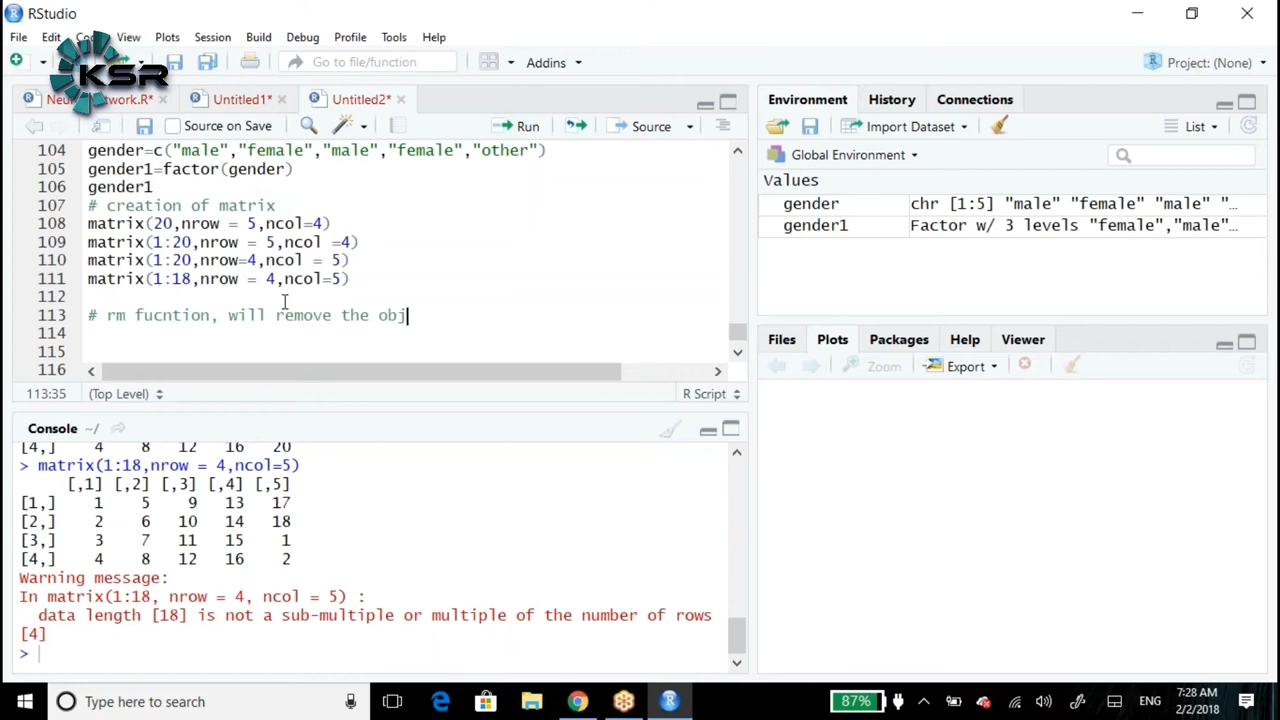 RStudio
File Edit Co View Plots Session Build Debug Profile Tools Help
KSR
Go to file/function Addins Project: (None)
Neu twork.R* Untitled1* Untitled2*
Source on Save Run Source
104 gender=c("male","female","male","female","other")
105 gender1=factor(gender)
106 gender1
107 # creation of matrix
108 matrix(20,nrow = 5,ncol=4)
109 matrix(1:20,nrow = 5,ncol =4)
110 matrix(1:20,nrow=4,ncol = 5)
111 matrix(1:18,nrow = 4,ncol=5)
112
113 # rm fucntion, will remove the obj
114
115
116
113:35 (Top Level) R Script
Console ~/
[4,] 4 8 12 16 20
> matrix(1:18,nrow = 4,ncol=5)
[,1] [,2] [,3] [,4] [,5]
[1,] 1 5 9 13 17
[2,] 2 6 10 14 18
[3,] 3 7 11 15 1
[4,] 4 8 12 16 2
Warning message:
In matrix(1:18, nrow = 4, ncol = 5) :
data length [18] is not a sub-multiple or multiple of the number of rows
[4]
>
Environment History Connections
Import Dataset List
Global Environment
Values
gender chr [1:5] "male" "female" "male" "…
gender1 Factor w/ 3 levels "female","male"…
Files Plots Packages Help Viewer
Zoom Export
Type here to search
87% ENG 7:28 AM
2/2/2018